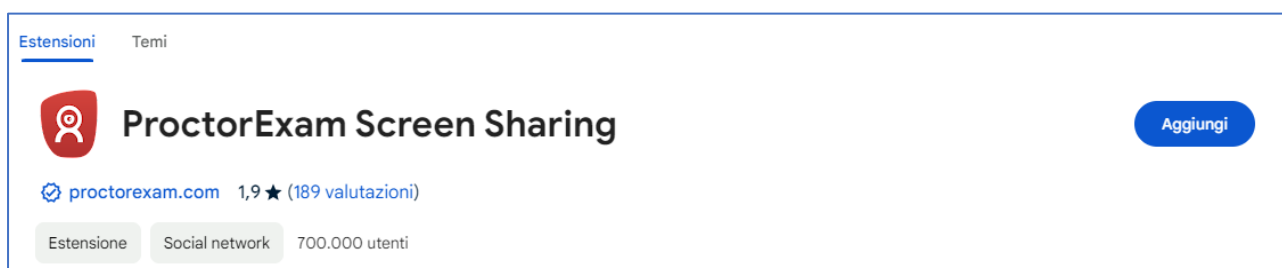 Estensioni Temi
ProctorExam Screen Sharing
Aggiungi
proctorexam.com 1,9 ★ (189 valutazioni)
Estensione Social network 700.000 utenti